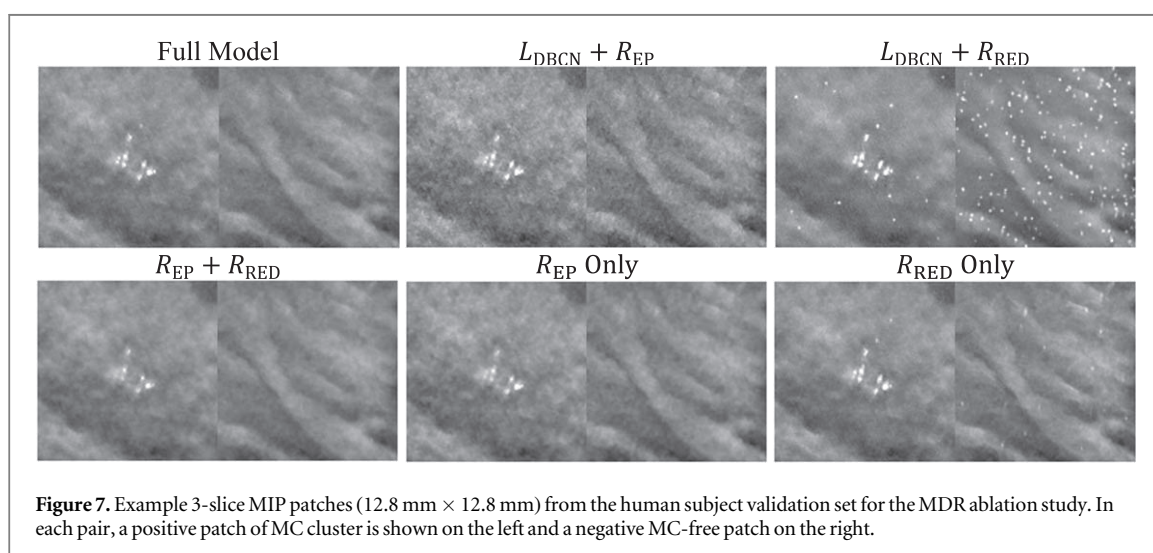 Full Model
L_DBCN + R_EP
L_DBCN + R_RED
R_EP + R_RED
R_EP Only
R_RED Only
Figure 7. Example 3-slice MIP patches (12.8 mm × 12.8 mm) from the human subject validation set for the MDR ablation study. In
each pair, a positive patch of MC cluster is shown on the left and a negative MC-free patch on the right.